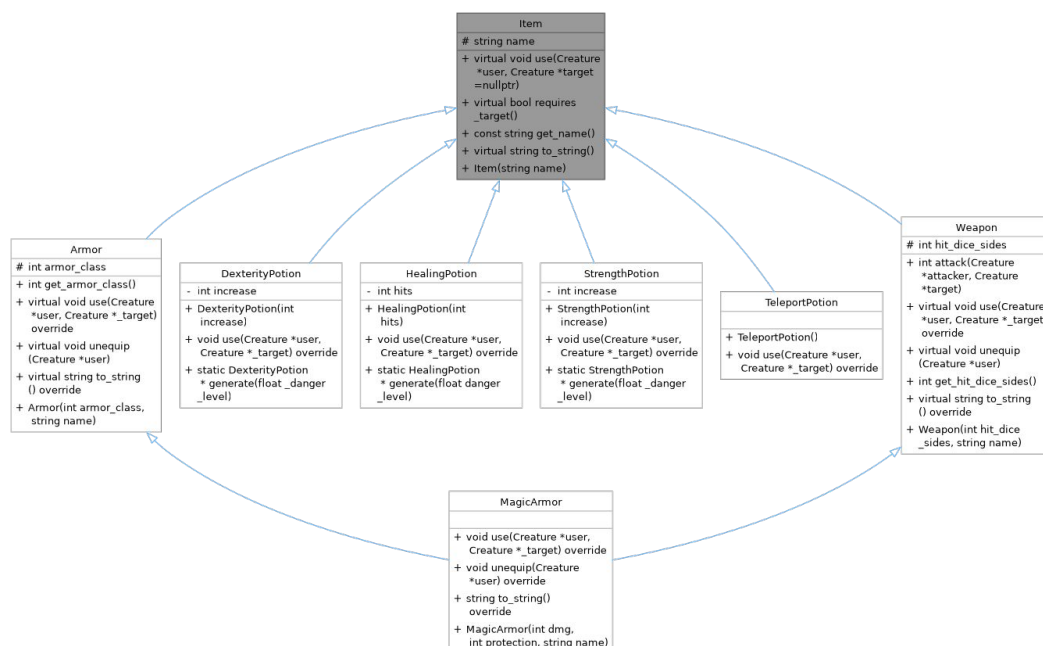 Item
# string name
+ virtual void use(Creature
*user, Creature *target
=nullptr)
+ virtual bool requires
_target()
+ const string get_name()
+ virtual string to_string()
+ Item(string name)
Armor
# int armor_class
+ int get_armor_class()
+ virtual void use(Creature
*user, Creature *_target)
override
+ virtual void unequip
(Creature *user)
+ virtual string to_string
() override
+ Armor(int armor_class,
string name)
DexterityPotion
- int increase
+ DexterityPotion(int
increase)
+ void use(Creature *user,
Creature *_target) override
+ static DexterityPotion
* generate(float _danger
_level)
HealingPotion
- int hits
+ HealingPotion(int
hits)
+ void use(Creature *user,
Creature *_target) override
+ static HealingPotion
* generate(float danger
_level)
StrengthPotion
- int increase
+ StrengthPotion(int
increase)
+ void use(Creature *user,
Creature *_target) override
+ static StrengthPotion
* generate(float _danger
_level)
TeleportPotion
+ TeleportPotion()
+ void use(Creature *user,
Creature *_target) override
Weapon
# int hit_dice_sides
+ int attack(Creature
*attacker, Creature
*target)
+ virtual void use(Creature
*user, Creature *_target)
override
+ virtual void unequip
(Creature *user)
+ int get_hit_dice_sides()
+ virtual string to_string
() override
+ Weapon(int hit_dice
_sides, string name)
MagicArmor
+ void use(Creature *user,
Creature *_target) override
+ void unequip(Creature
*user) override
+ string to_string()
override
+ MagicArmor(int dmg,
int protection, string name)